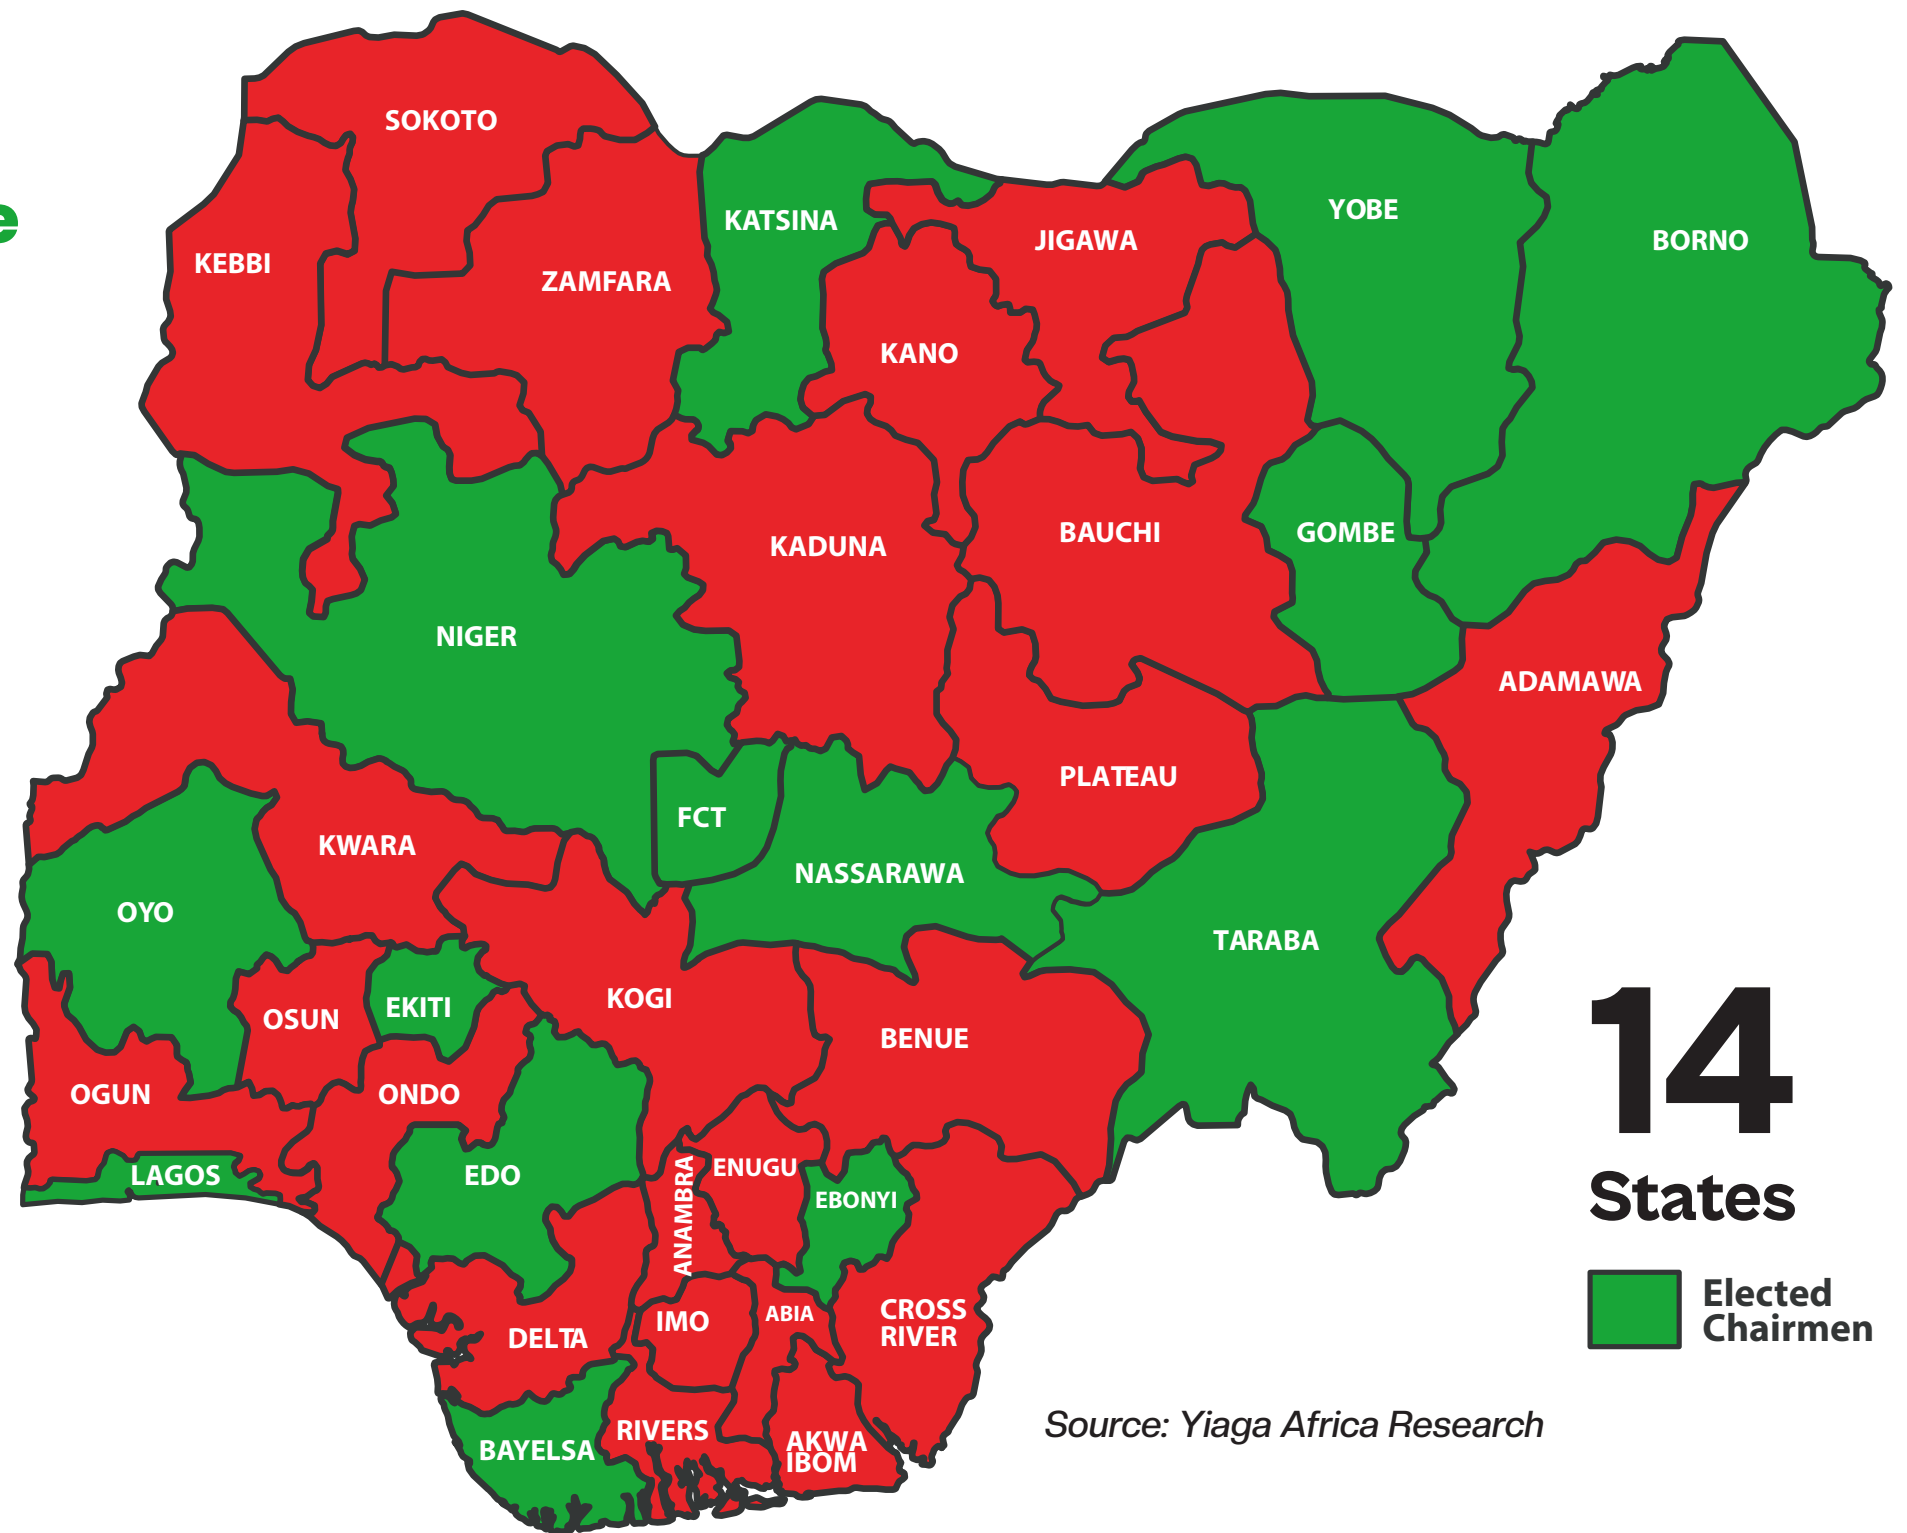 SOKOTO
KATSINA
YOBE
BORNO
JIGAWA
KEBBI
ZAMFARA
KANO
KADUNA
BAUCHI
GOMBE
NIGER
ADAMAWA
PLATEAU
FCT
KWARA
NASSARAWA
OYO
TARABA
KOGI
EKITI
OSUN
BENUE
OGUN
ONDO
LAGOS
EDO
ANAMBRA
ENUGU
EBONYI
DELTA
IMO
ABIA
CROSS
RIVER
BAYELSA
RIVERS
AKWA
IBOM
14
States
Elected
Chairmen
Source: Yiaga Africa Research